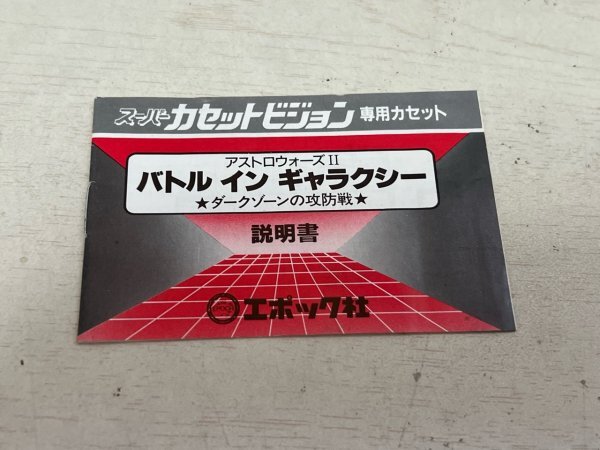 スーパー カセットビジョン 専用カセット
アストロウォーズII
バトル イン ギャラクシー
★ダークゾーンの攻防戦★
説明書
エポック社